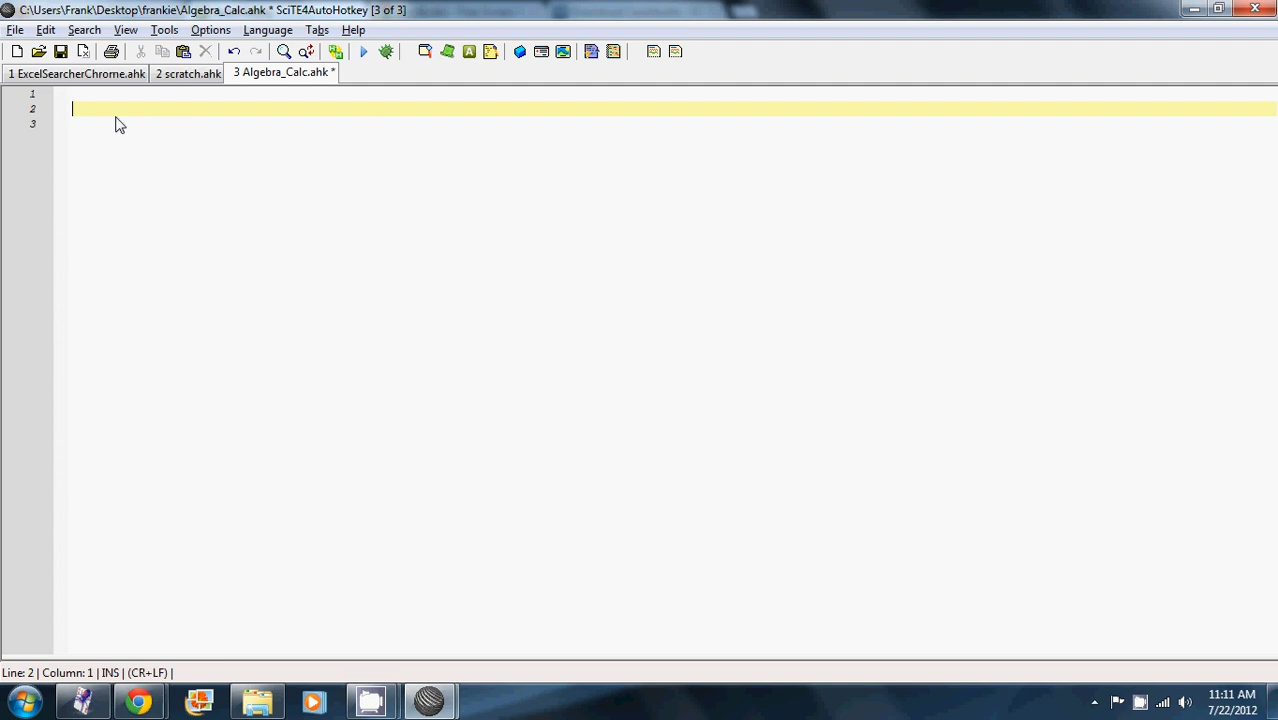 C:\Users\Frank\Desktop\frankie\Algebra_Calc.ahk * SciTE4AutoHotkey [3 of 3]
File Edit Search View Tools Options Language Tabs Help
1 ExcelSearcherChrome.ahk 2 scratch.ahk 3 Algebra_Calc.ahk *
1
2
3
Line: 2 | Column: 1 | INS | (CR+LF) |
11:11 AM
7/22/2012